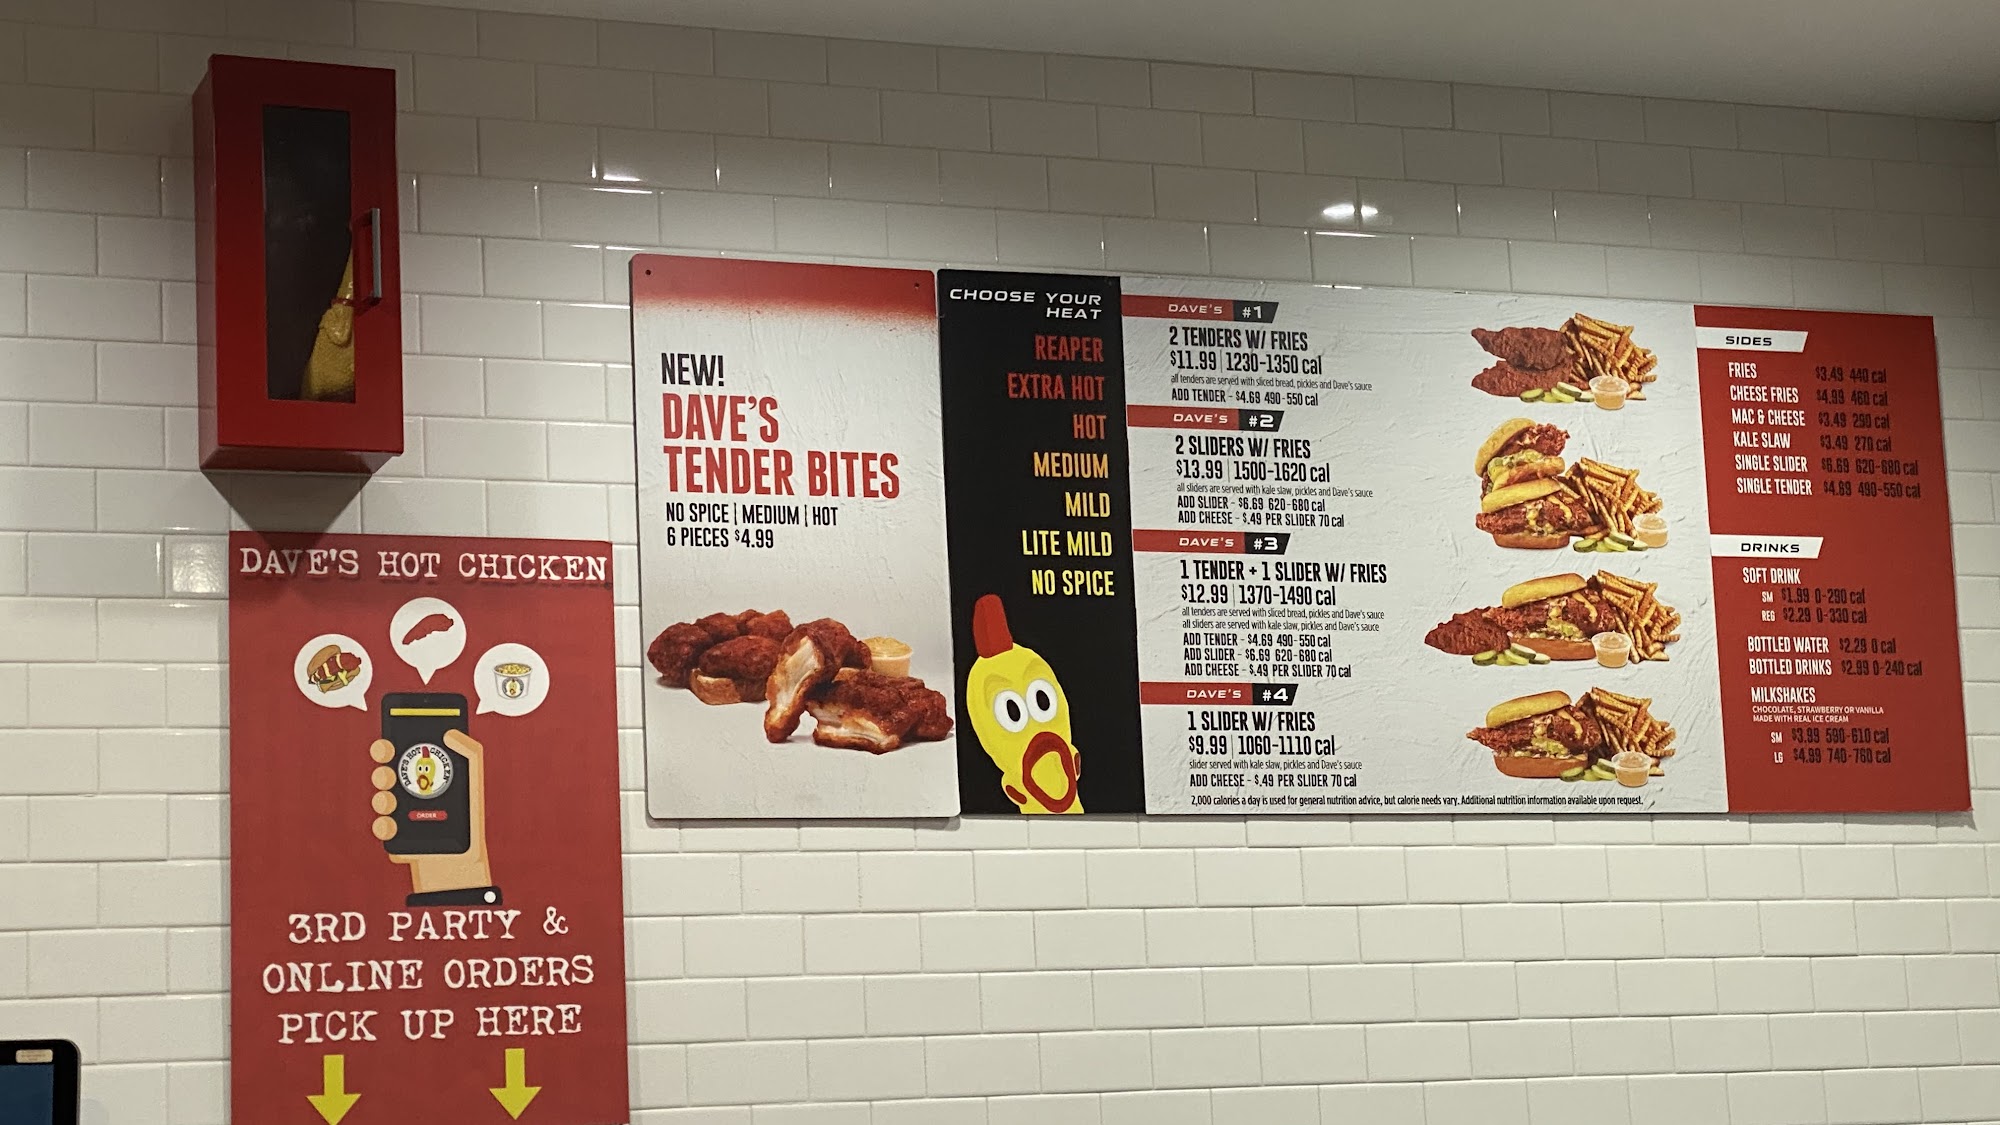 DAVE'S HOT CHICKEN
DAVE'S HOT CHICKEN
ORDER
3RD PARTY &
ONLINE ORDERS
PICK UP HERE
NEW!
DAVE'S
TENDER BITES
NO SPICE | MEDIUM | HOT
6 PIECES $4.99
CHOOSE YOUR
HEAT
REAPER
EXTRA HOT
HOT
MEDIUM
MILD
LITE MILD
NO SPICE
DAVE'S #1
2 TENDERS W/ FRIES
$11.99 | 1230-1350 cal
all tenders are served with sliced bread, pickles and Dave's sauce
ADD TENDER - $4.69 490-550 cal
DAVE'S #2
2 SLIDERS W/ FRIES
$13.99 | 1500-1620 cal
all sliders are served with kale slaw, pickles and Dave's sauce
ADD SLIDER - $6.69 620-680 cal
ADD CHEESE - $.49 PER SLIDER 70 cal
DAVE'S #3
1 TENDER + 1 SLIDER W/ FRIES
$12.99 | 1370-1490 cal
all tenders are served with sliced bread, pickles and Dave's sauce
all sliders are served with kale slaw, pickles and Dave's sauce
ADD TENDER - $4.69 490-550 cal
ADD SLIDER - $6.69 620-680 cal
ADD CHEESE - $.49 PER SLIDER 70 cal
DAVE'S #4
1 SLIDER W/ FRIES
$9.99 | 1060-1110 cal
slider served with kale slaw, pickles and Dave's sauce
ADD CHEESE - $.49 PER SLIDER 70 cal
2,000 calories a day is used for general nutrition advice, but calorie needs vary. Additional nutrition information available upon request.
SIDES
FRIES $3.49 440 cal
CHEESE FRIES $4.99 460 cal
MAC & CHEESE $3.49 290 cal
KALE SLAW $3.49 270 cal
SINGLE SLIDER $6.69 620-680 cal
SINGLE TENDER $4.69 490-550 cal
DRINKS
SOFT DRINK
SM $1.99 0-290 cal
REG $2.29 0-330 cal
BOTTLED WATER $2.29 0 cal
BOTTLED DRINKS $2.99 0-240 cal
MILKSHAKES
CHOCOLATE, STRAWBERRY OR VANILLA
MADE WITH REAL ICE CREAM
SM $3.99 590-610 cal
LG $4.99 740-760 cal